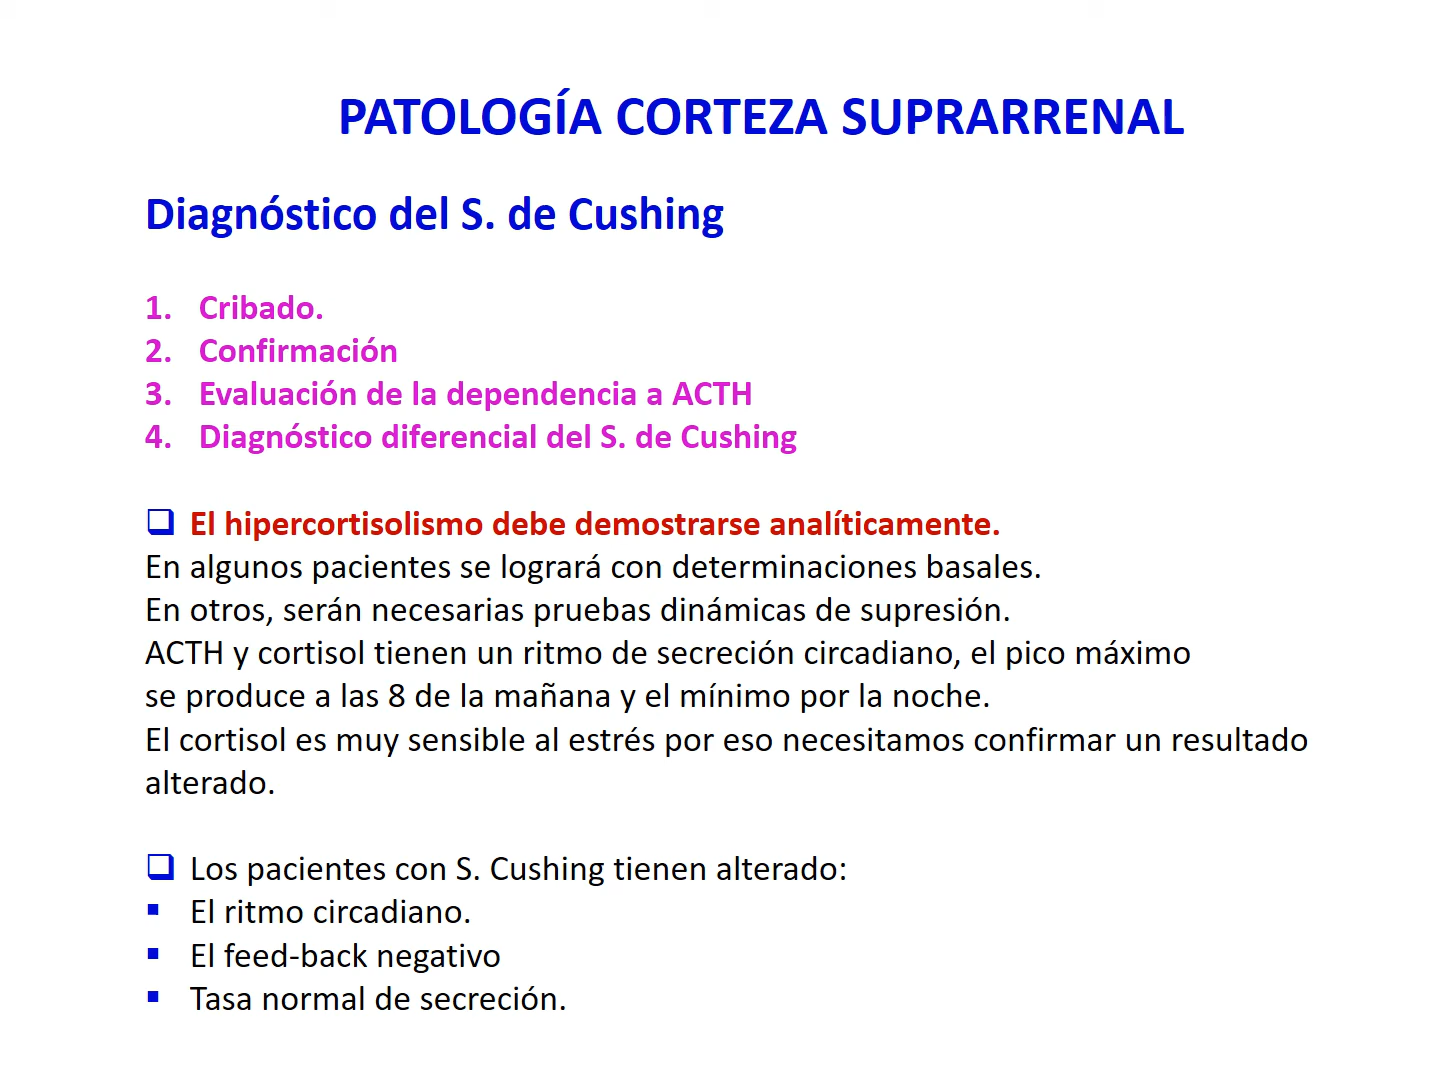 PATOLOGÍA CORTEZA SUPRARRENAL
Diagnóstico del S. de Cushing
1. Cribado.
2. Confirmación
3. Evaluación de la dependencia a ACTH
4. Diagnóstico diferencial del S. de Cushing
❑ El hipercortisolismo debe demostrarse analíticamente.
En algunos pacientes se logrará con determinaciones basales.
En otros, serán necesarias pruebas dinámicas de supresión.
ACTH y cortisol tienen un ritmo de secreción circadiano, el pico máximo
se produce a las 8 de la mañana y el mínimo por la noche.
El cortisol es muy sensible al estrés por eso necesitamos confirmar un resultado
alterado.
❑ Los pacientes con S. Cushing tienen alterado:
▪ El ritmo circadiano.
▪ El feed-back negativo
▪ Tasa normal de secreción.